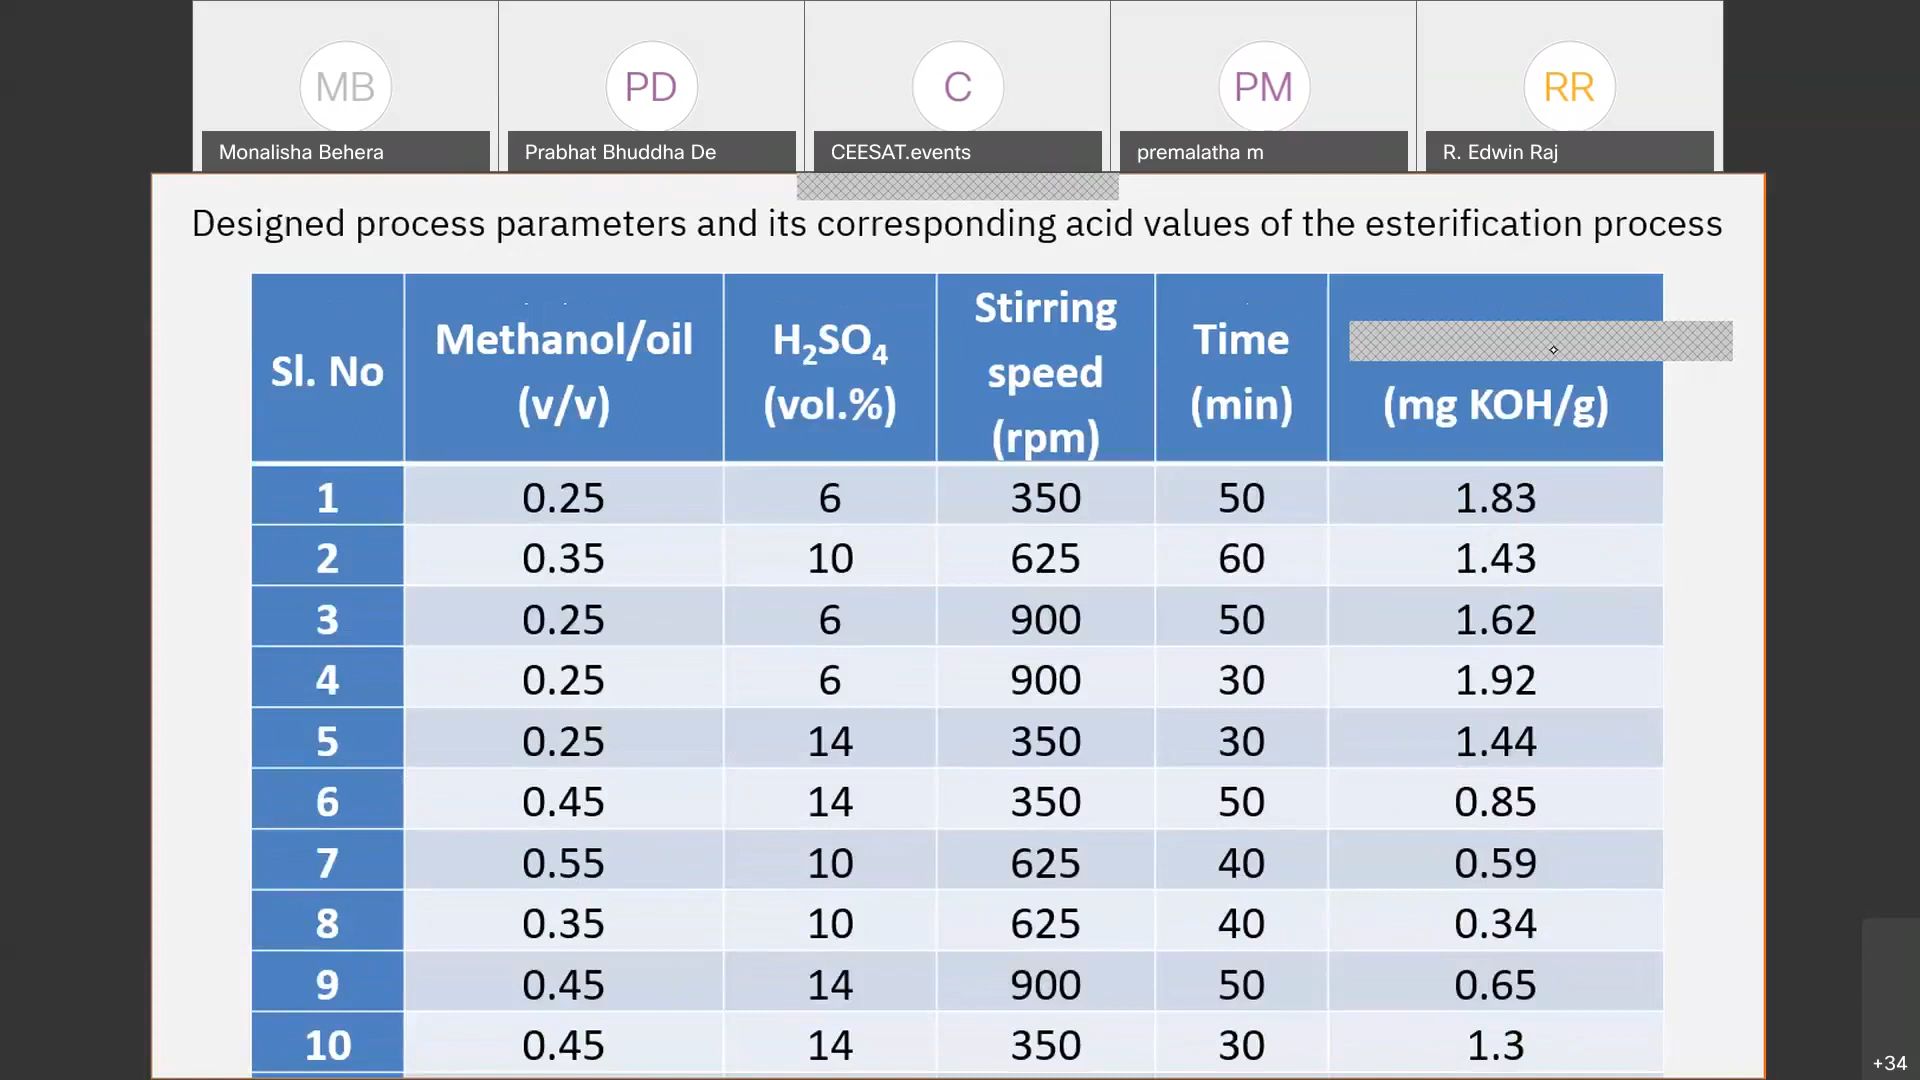 MB
PD
C
PM
RR
Monalisha Behera
Prabhat Bhuddha De
CEESAT.events
premalatha m
R. Edwin Raj
Designed process parameters and its corresponding acid values of the esterification process
Sl. No Methanol/oil (v/v) H₂SO₄ (vol.%) Stirring speed (rpm) Time (min) (mg KOH/g)
1 0.25 6 350 50 1.83
2 0.35 10 625 60 1.43
3 0.25 6 900 50 1.62
4 0.25 6 900 30 1.92
5 0.25 14 350 30 1.44
6 0.45 14 350 50 0.85
7 0.55 10 625 40 0.59
8 0.35 10 625 40 0.34
9 0.45 14 900 50 0.65
10 0.45 14 350 30 1.3
+34